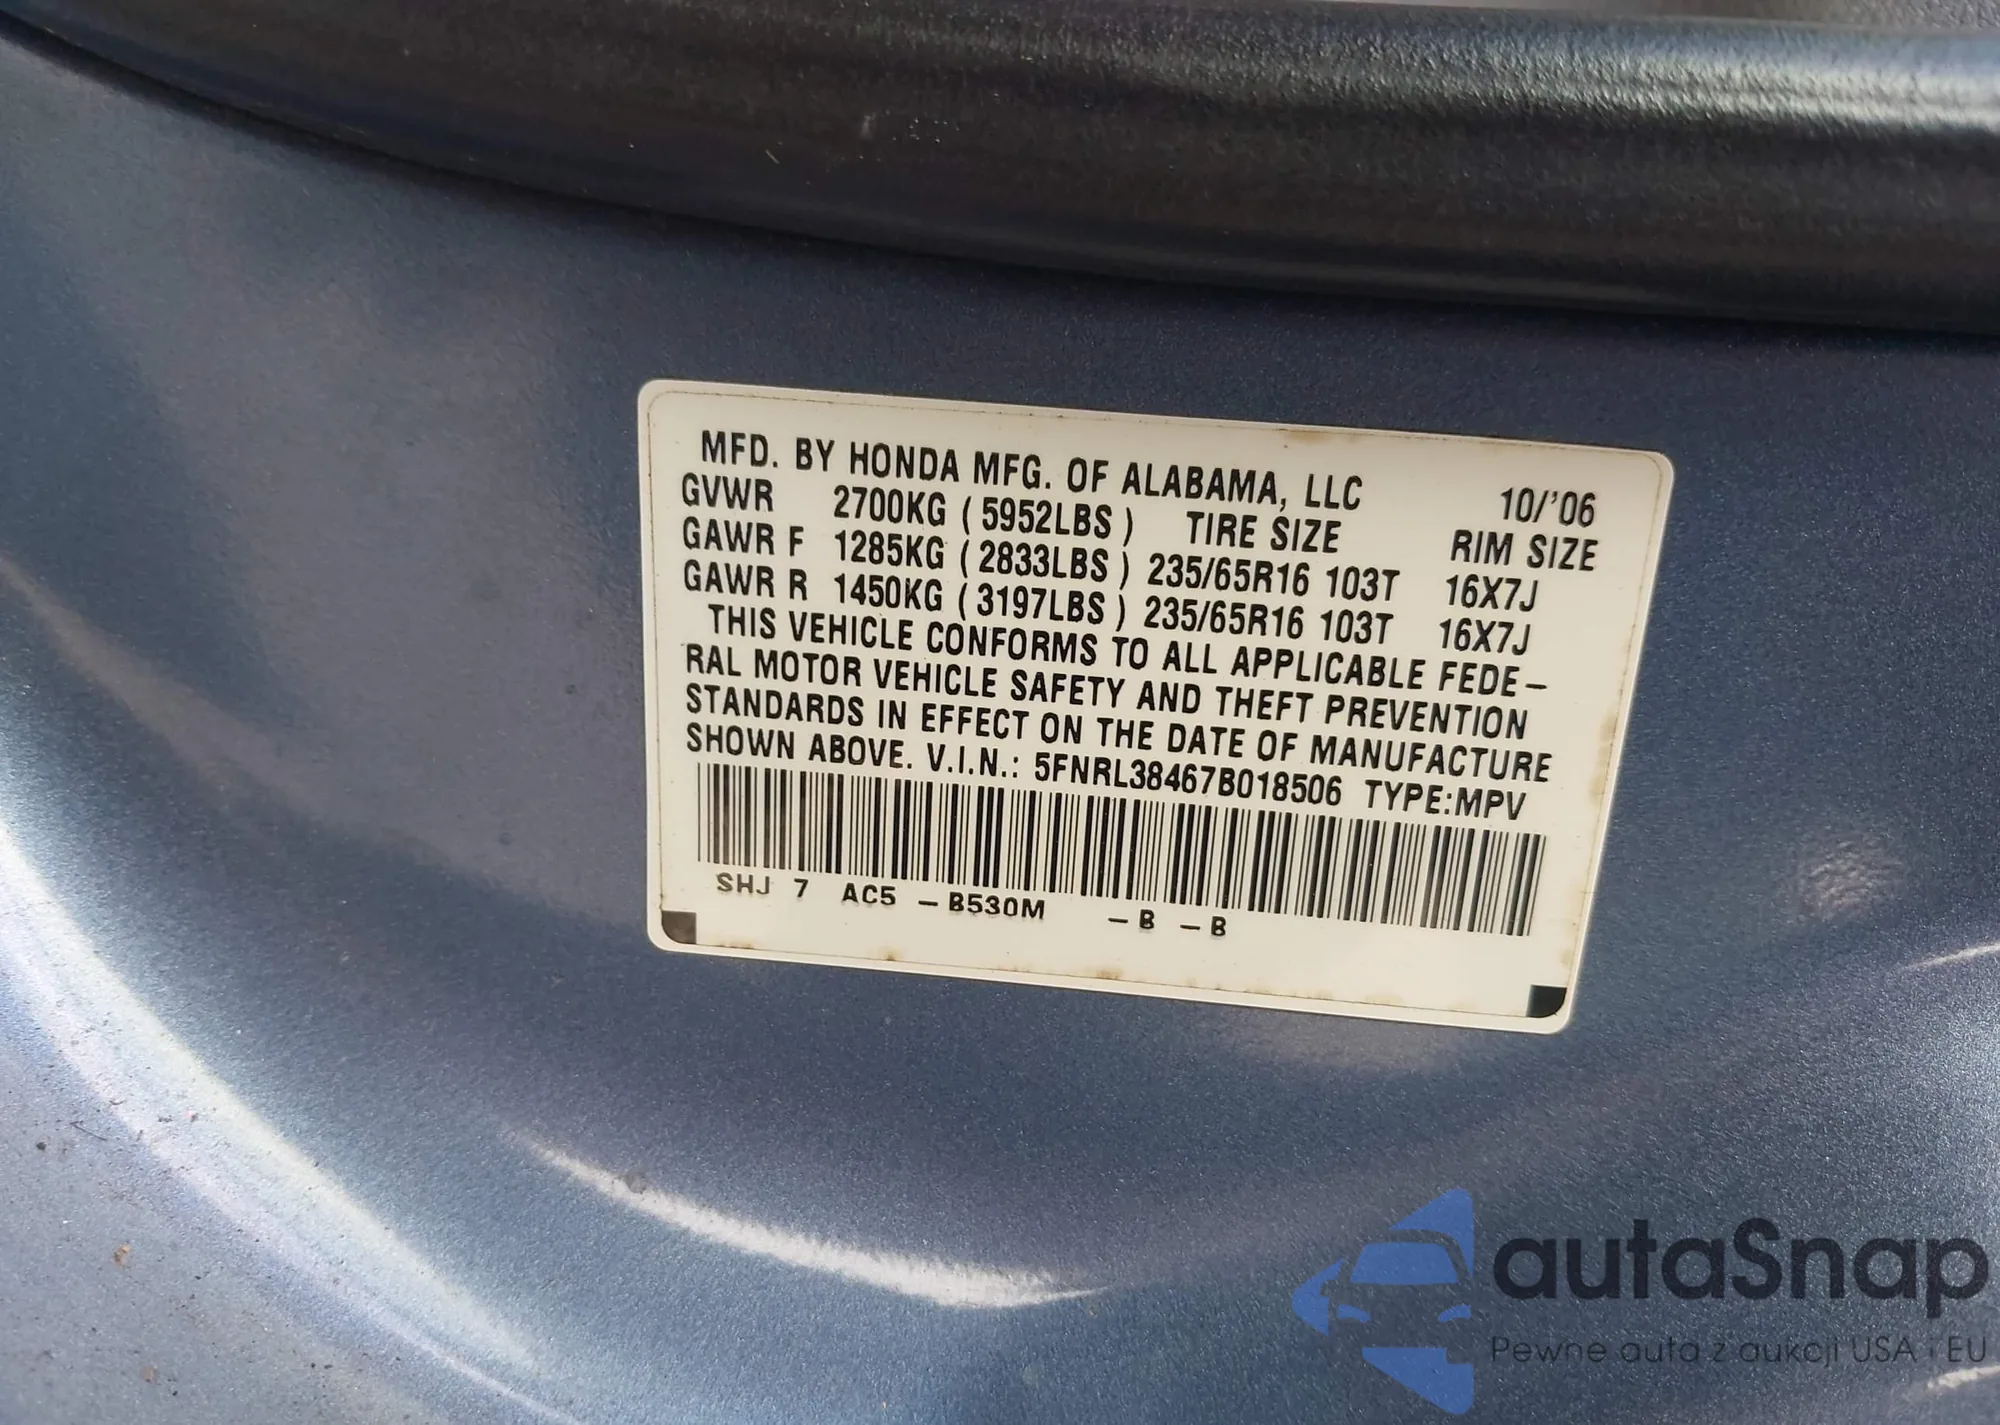 MFD. BY HONDA MFG. OF ALABAMA, LLC 10/'06
GVWR 2700KG (5952LBS) TIRE SIZE RIM SIZE
GAWR F 1285KG (2833LBS) 235/65R16 103T 16X7J
GAWR R 1450KG (3197LBS) 235/65R16 103T 16X7J
THIS VEHICLE CONFORMS TO ALL APPLICABLE FEDE-
RAL MOTOR VEHICLE SAFETY AND THEFT PREVENTION
STANDARDS IN EFFECT ON THE DATE OF MANUFACTURE
SHOWN ABOVE. V.I.N.: 5FNRL38467B018506 TYPE:MPV
SHJ 7 AC5 -B530M -B -B
autaSnap
Pewne auta z aukcji USA i EU